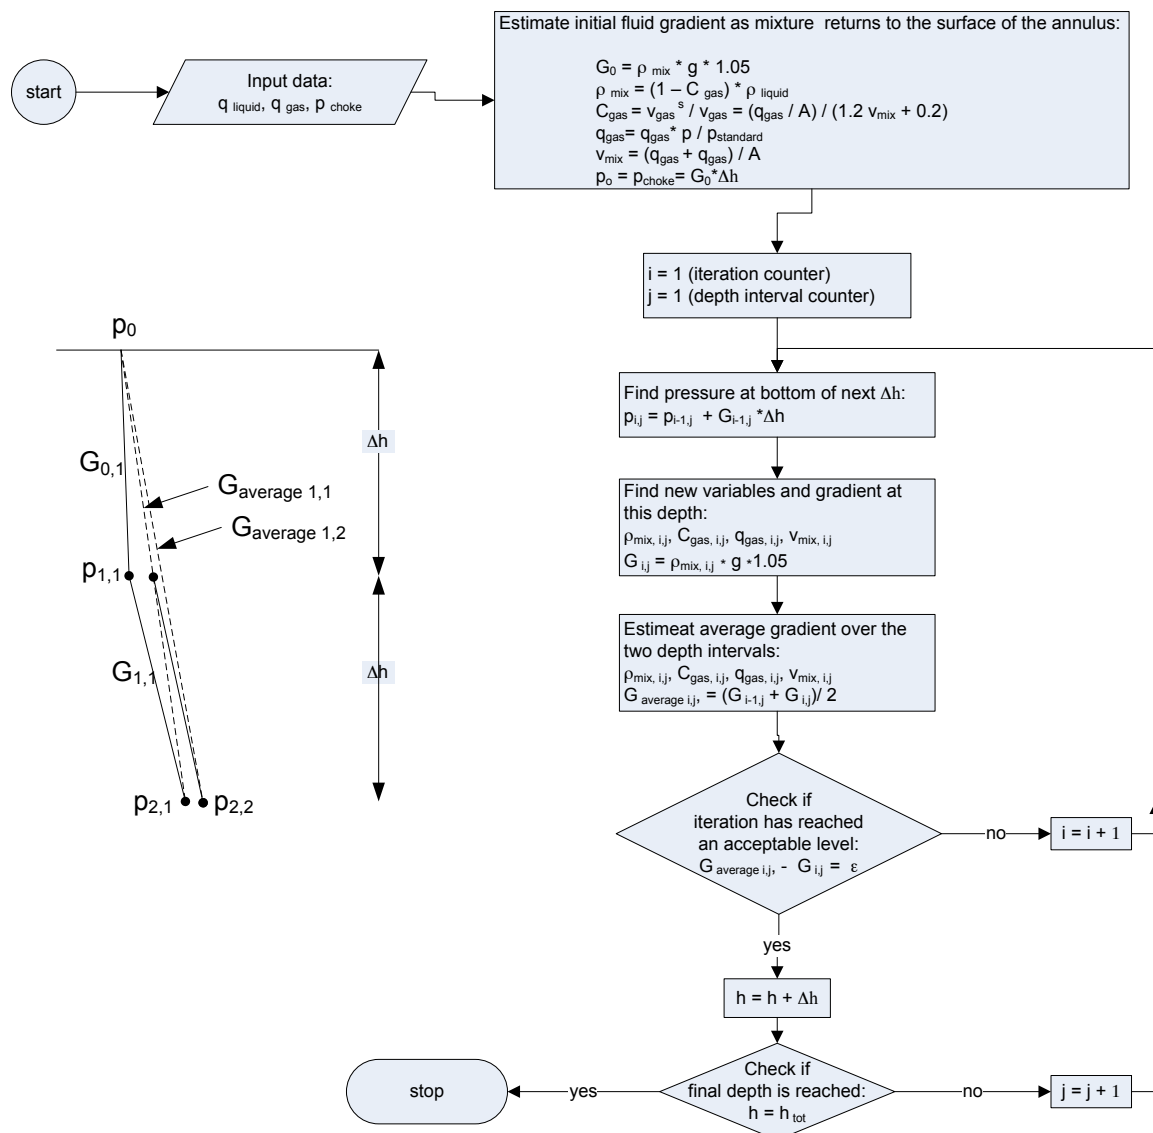 start
Input data:
q liquid, q gas, p choke
Estimate initial fluid gradient as mixture returns to the surface of the annulus:
G0 = ρ mix * g * 1.05
ρ mix = (1 – C gas) * ρ liquid
Cgas = vgas s / vgas = (qgas / A) / (1.2 vmix + 0.2)
qgas= qgas* p / pstandard
vmix = (qgas + qgas) / A
po = pchoke= G0*Δh
i = 1 (iteration counter)
j = 1 (depth interval counter)
Find pressure at bottom of next Δh:
pi,j = pi-1,j + Gi-1,j *Δh
Find new variables and gradient at
this depth:
ρmix, i,j, Cgas, i,j, qgas, i,j, vmix, i,j
G i,j = ρmix, i,j * g *1.05
Estimeat average gradient over the
two depth intervals:
ρmix, i,j, Cgas, i,j, qgas, i,j, vmix, i,j
G average i,j, = (G i-1,j + G i,j)/ 2
Check if
iteration has reached
an acceptable level:
G average i,j, - G i,j = ε
no
i = i + 1
yes
h = h + Δh
Check if
final depth is reached:
h = h tot
no
j = j + 1
yes
stop
p0
Δh
G0,1
Gaverage 1,1
Gaverage 1,2
p1,1
G1,1
Δh
p2,1
p2,2